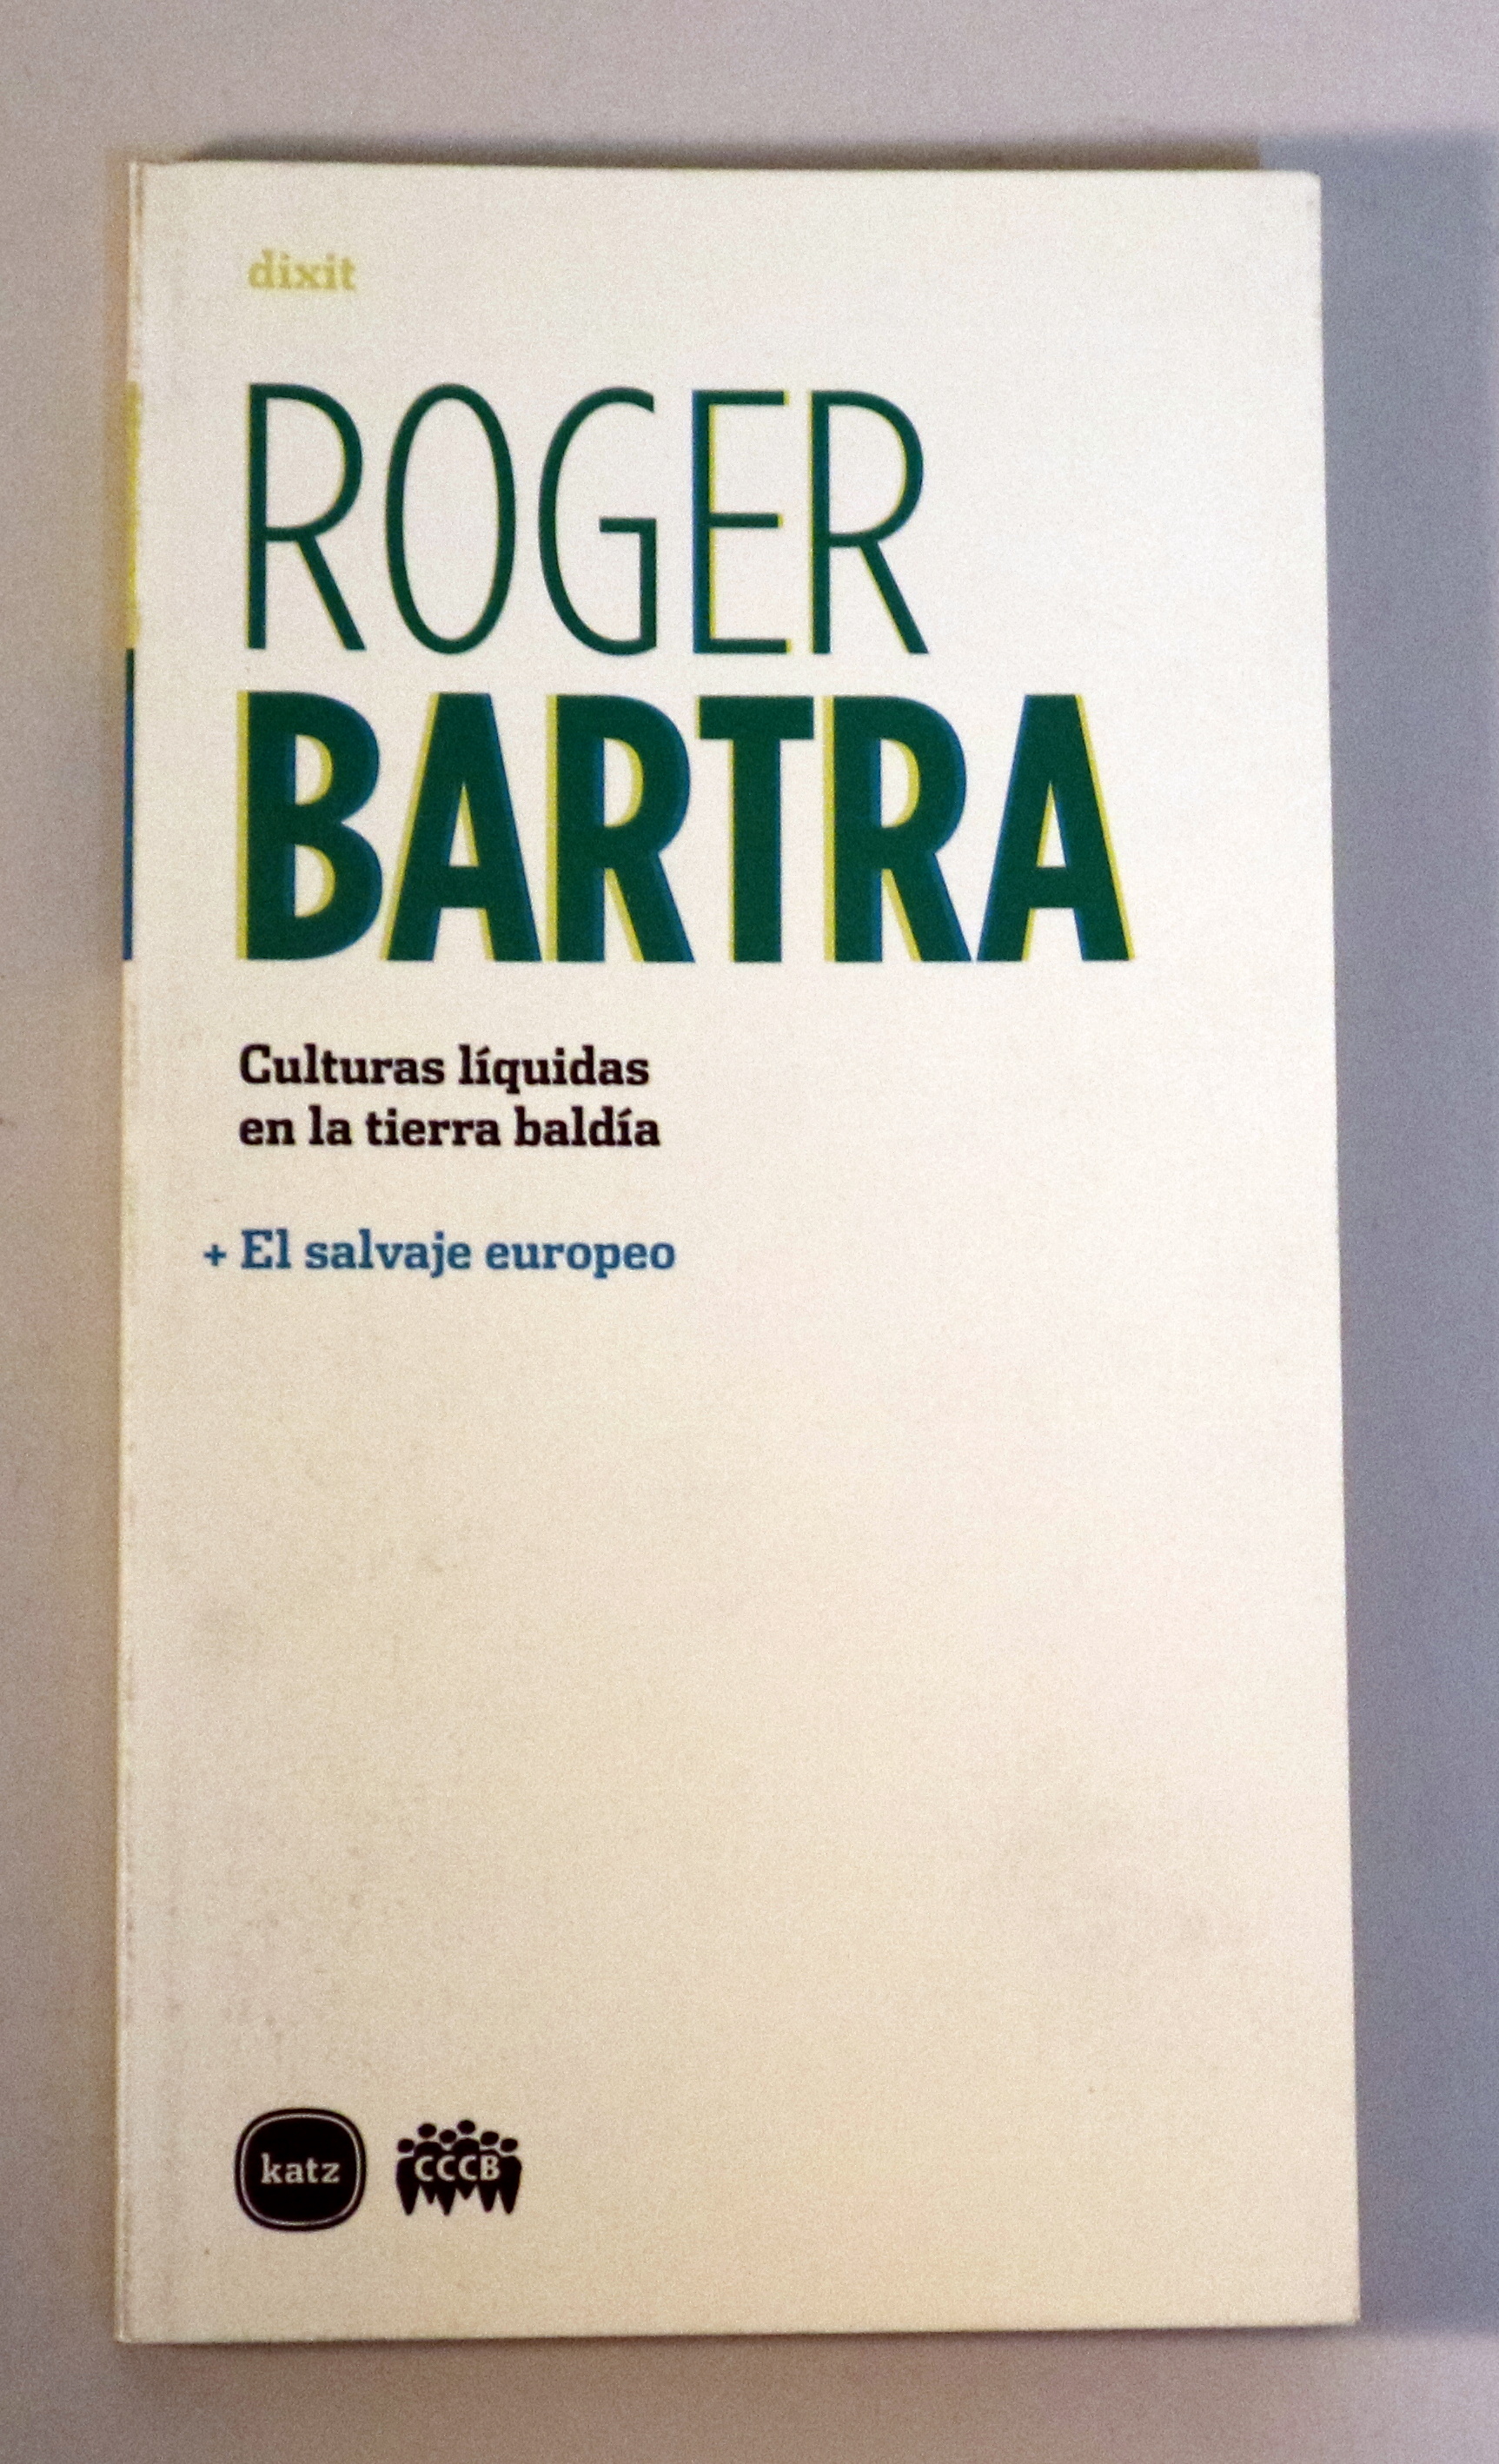 dixit
ROGER
BARTRA
Culturas líquidas
en la tierra baldía
+ El salvaje europeo
katz
CCCB